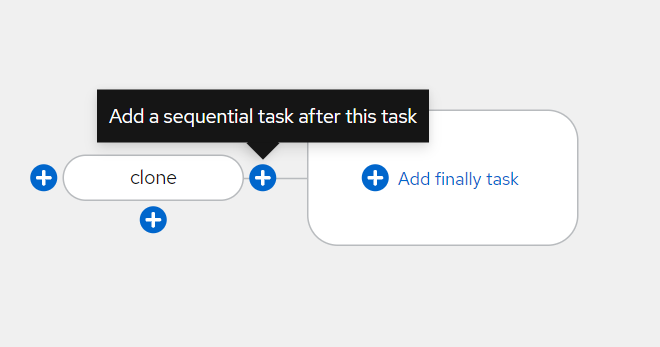 Add a sequential task after this task
clone
Add finally task